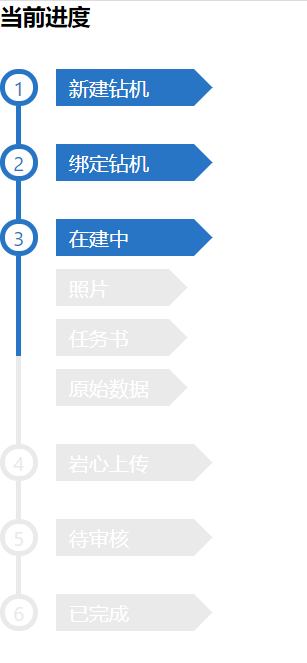 当前进度
1 新建钻机
2 绑定钻机
3 在建中
照片
任务书
原始数据
4 岩心上传
5 待审核
6 已完成